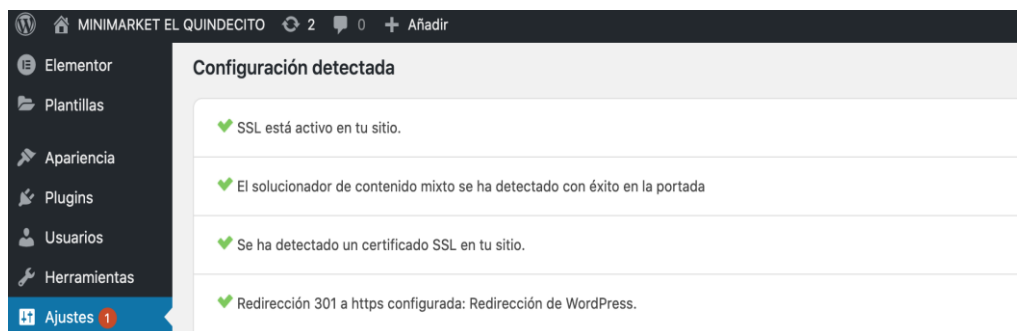 MINIMARKET EL QUINDECITO 2 0 + Añadir
Elementor
Plantillas
Apariencia
Plugins
Usuarios
Herramientas
Ajustes 1
Configuración detectada
SSL está activo en tu sitio.
El solucionador de contenido mixto se ha detectado con éxito en la portada
Se ha detectado un certificado SSL en tu sitio.
Redirección 301 a https configurada: Redirección de WordPress.